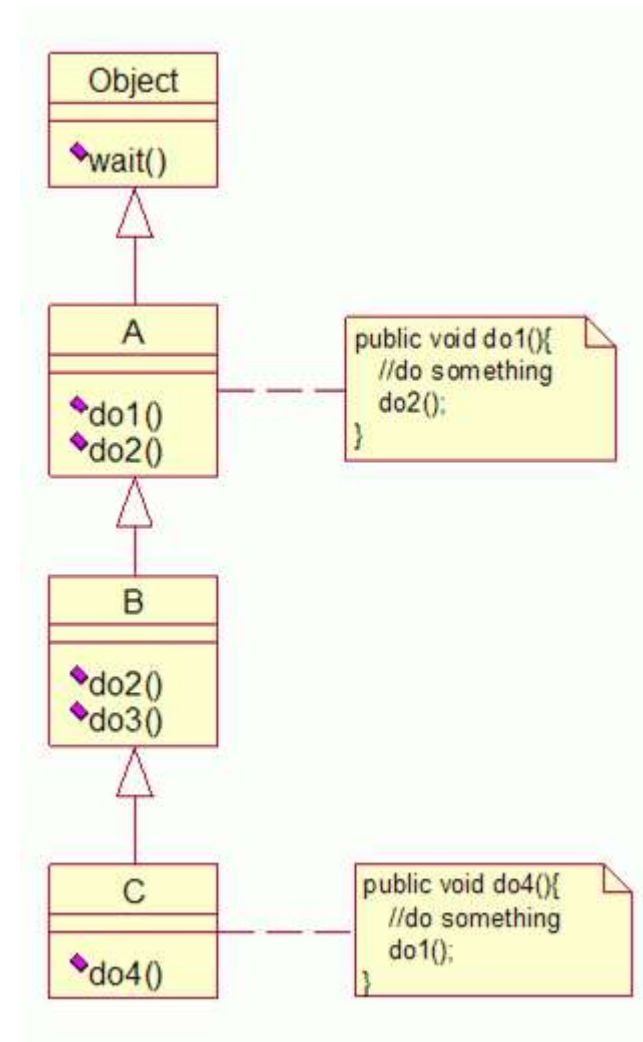 Object
wait()
A
do1()
do2()
public void do1(){
//do something
do2();
}
B
do2()
do3()
C
do4()
public void do4(){
//do something
do1();
}